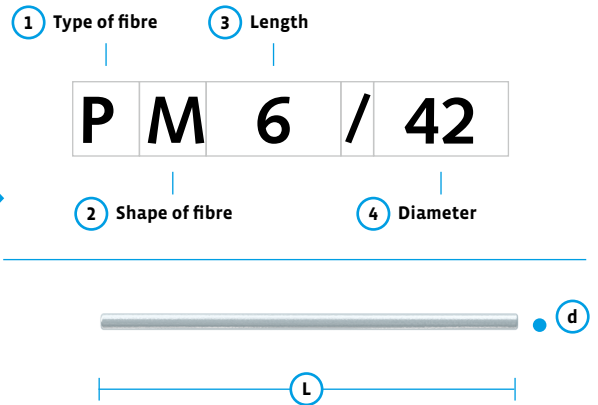 1 Type of fibre 3 Length
P M 6 / 42
2 Shape of fibre 4 Diameter
d
L